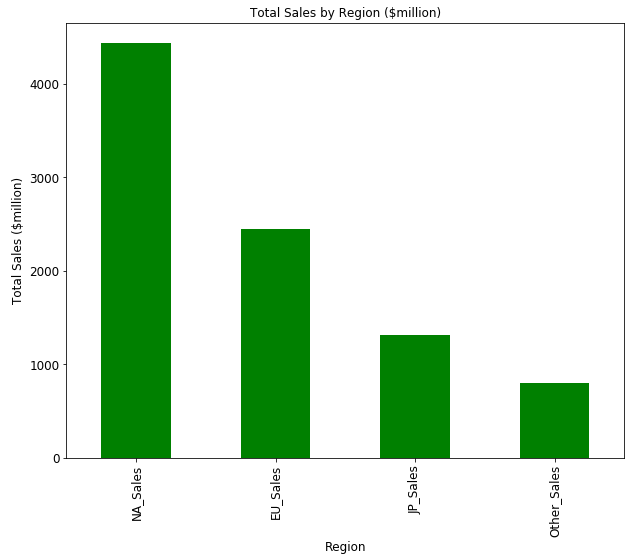 Total Sales by Region ($million)
Total Sales ($million)
4000
3000
2000
1000
0
NA_Sales
EU_Sales
JP_Sales
Other_Sales
Region